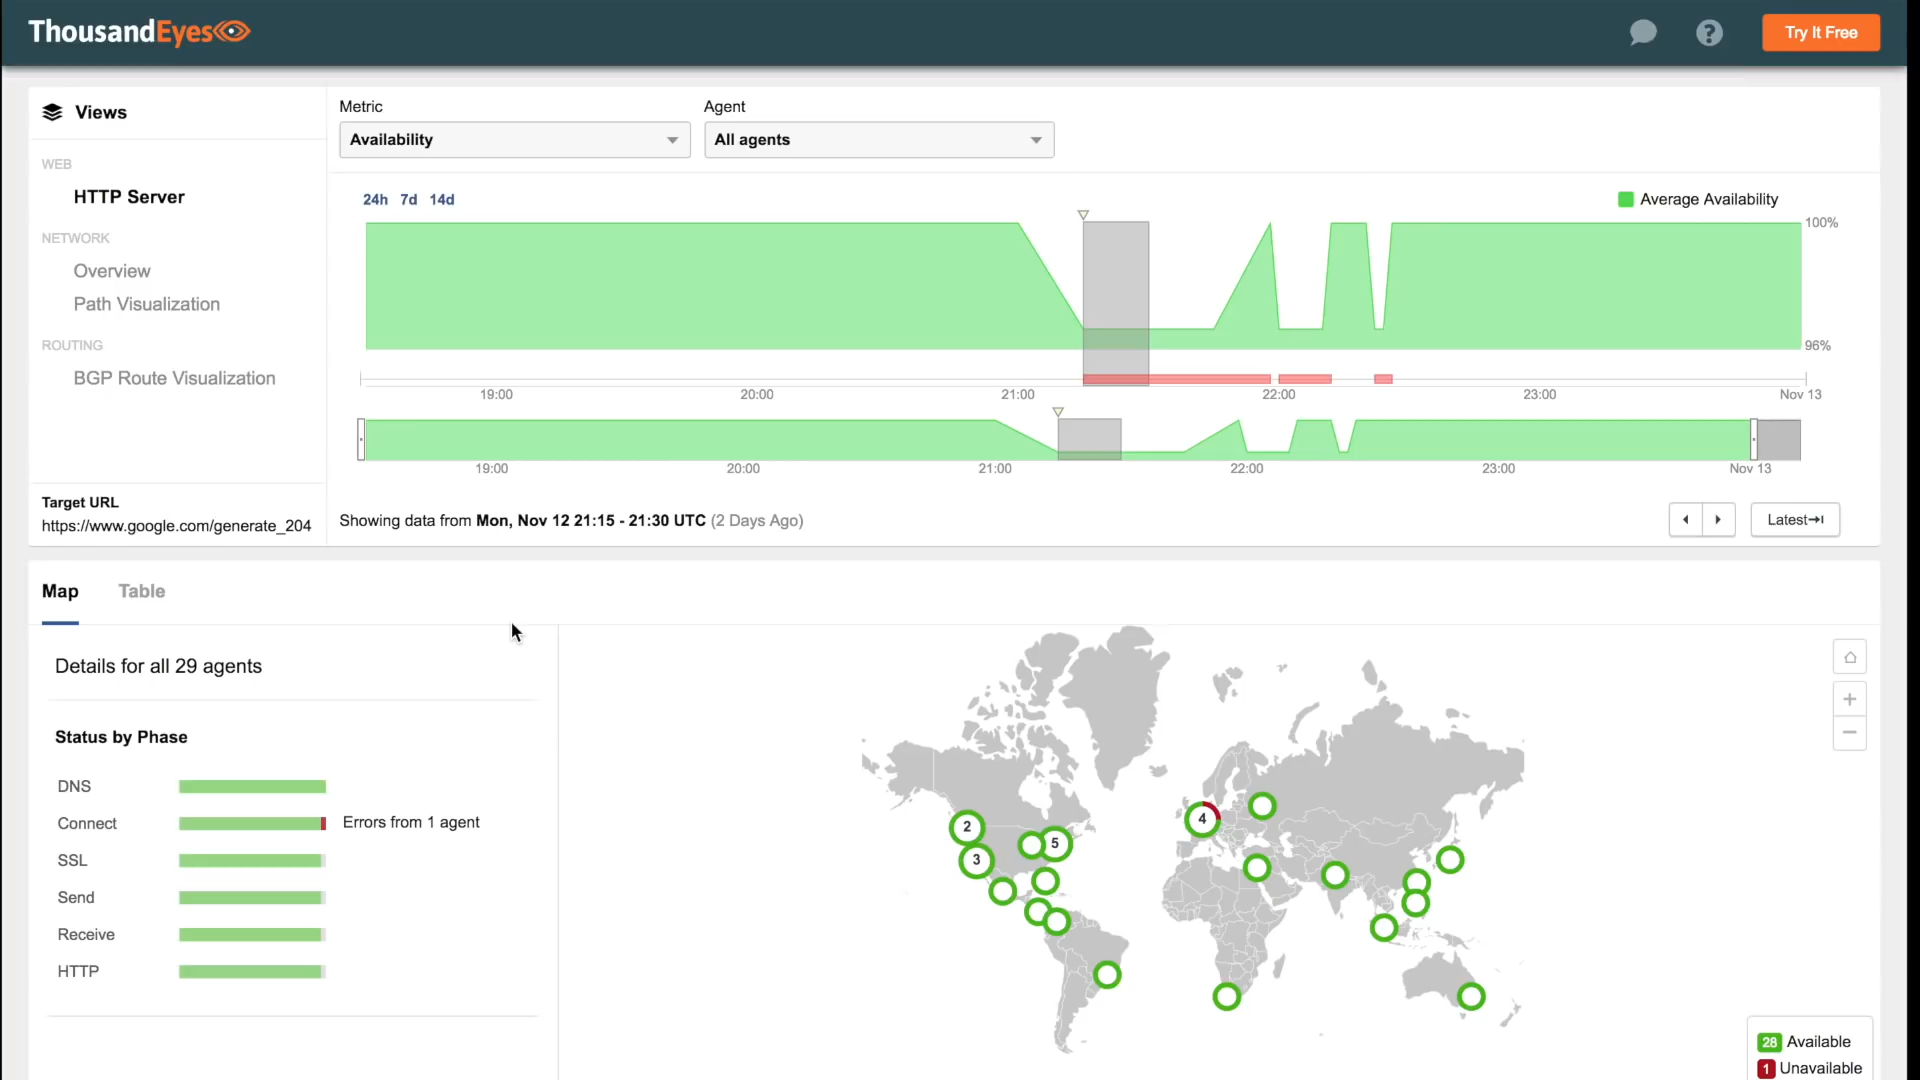 ThousandEyes
Try It Free
Views
WEB
HTTP Server
NETWORK
Overview
Path Visualization
ROUTING
BGP Route Visualization
Target URL
https://www.google.com/generate_204
Metric
Availability
Agent
All agents
24h 7d 14d
Average Availability
100%
96%
19:00 20:00 21:00 22:00 23:00 Nov 13
19:00 20:00 21:00 22:00 23:00 Nov 13
Showing data from Mon, Nov 12 21:15 - 21:30 UTC (2 Days Ago)
Latest
Map Table
Details for all 29 agents
Status by Phase
DNS
Connect Errors from 1 agent
SSL
Send
Receive
HTTP
2
3
5
4
28 Available
1 Unavailable